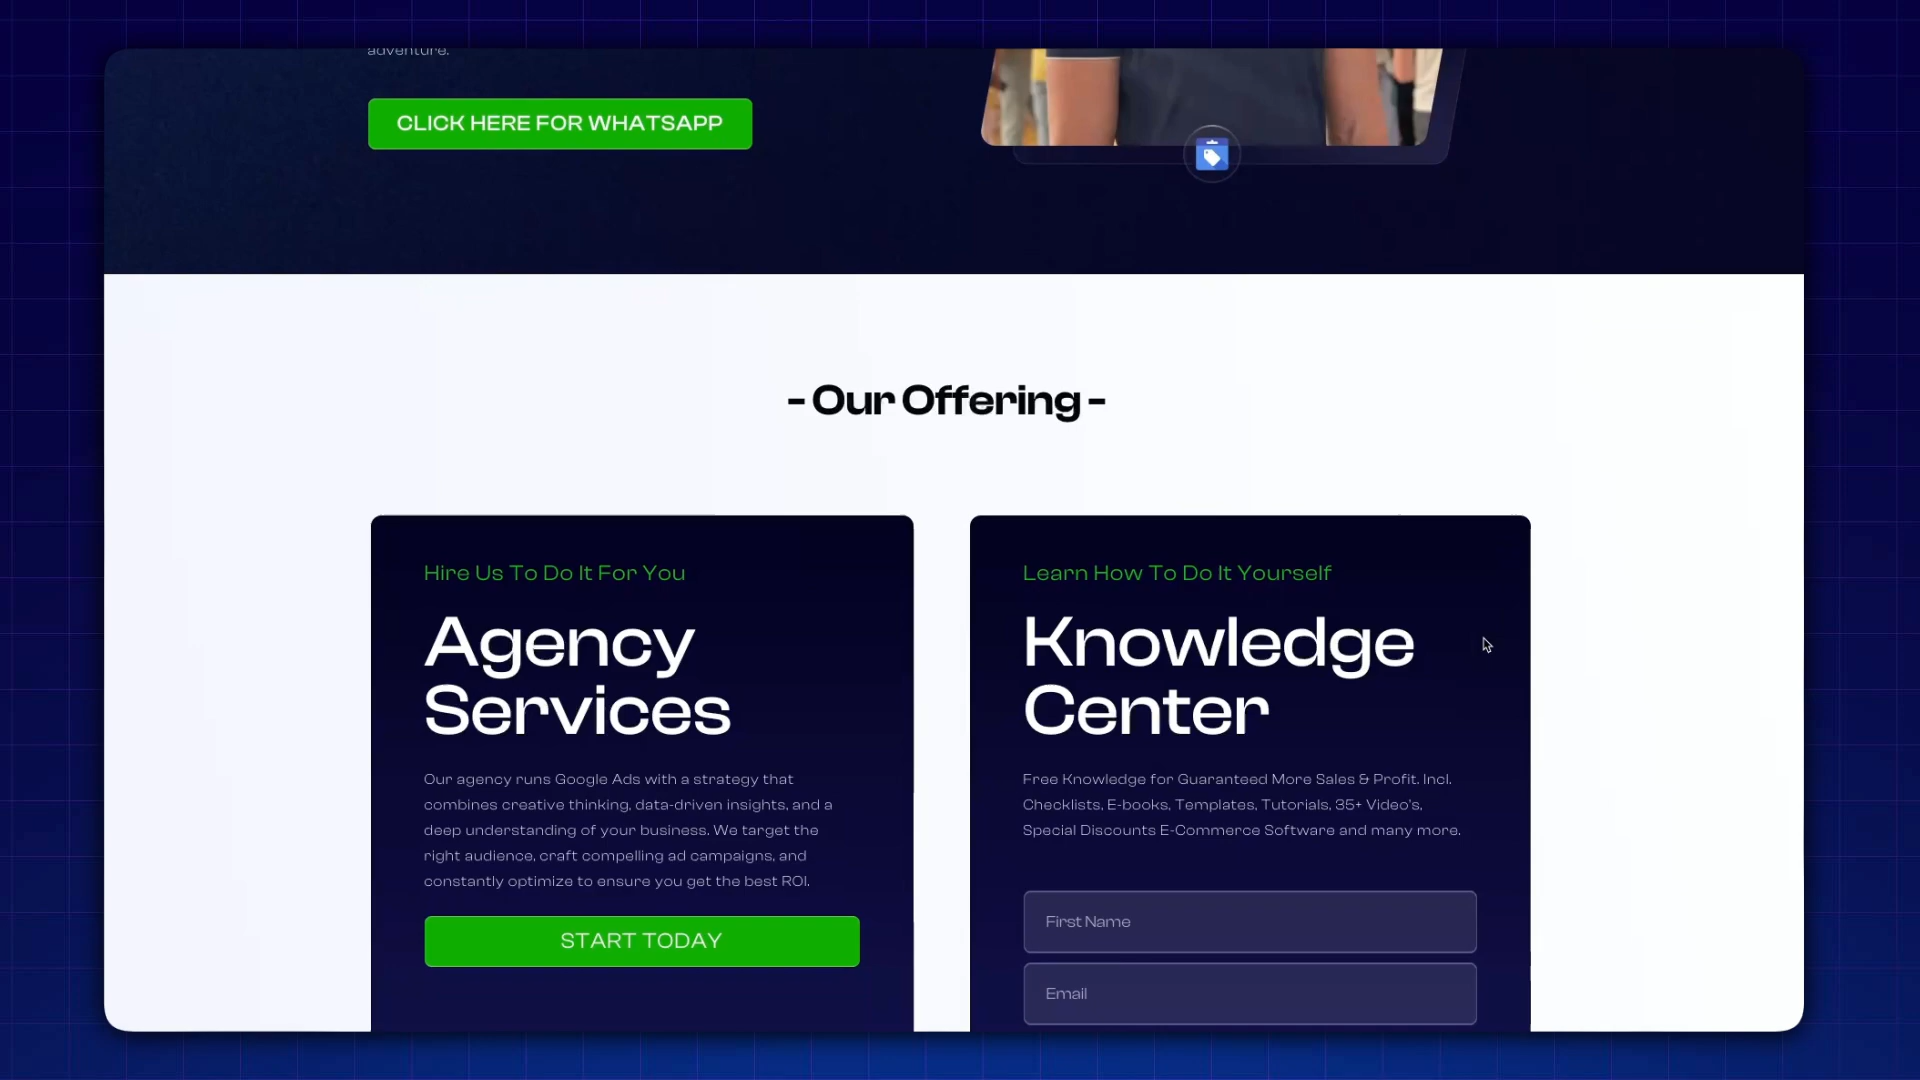 adventure.
CLICK HERE FOR WHATSAPP
- Our Offering -
Hire Us To Do It For You
Agency
Services
Our agency runs Google Ads with a strategy that
combines creative thinking, data-driven insights, and a
deep understanding of your business. We target the
right audience, craft compelling ad campaigns, and
constantly optimize to ensure you get the best ROI.
START TODAY
Learn How To Do It Yourself
Knowledge
Center
Free Knowledge for Guaranteed More Sales & Profit. Incl.
Checklists, E-books, Templates, Tutorials, 35+ Video's,
Special Discounts E-Commerce Software and many more.
First Name
Email